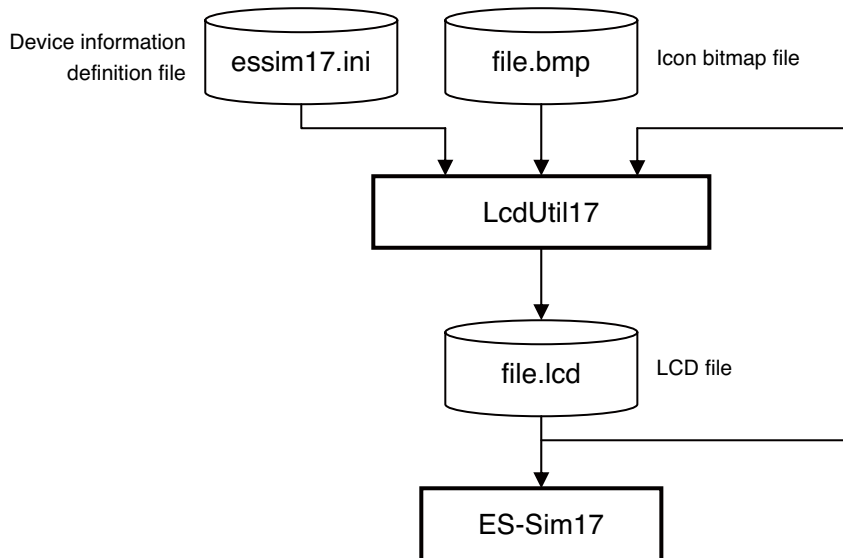 Device information
definition file
essim17.ini
file.bmp
Icon bitmap file
LcdUtil17
file.lcd
LCD file
ES-Sim17